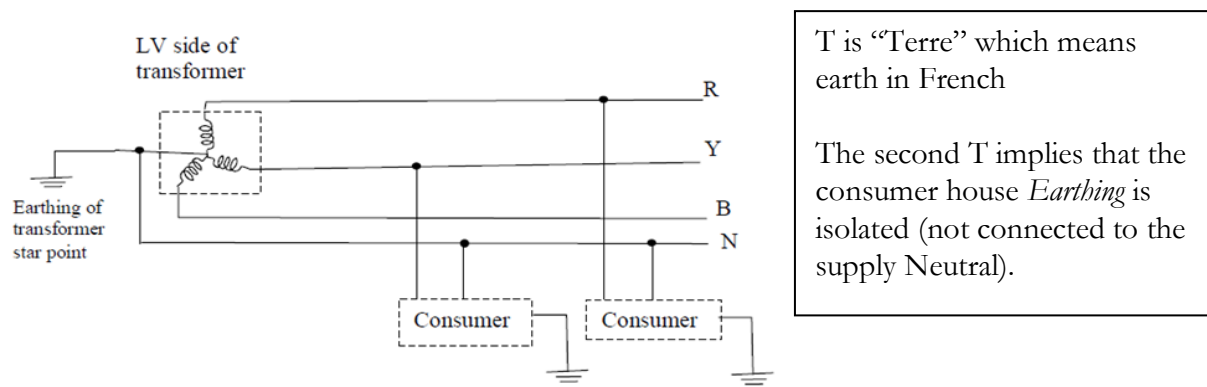 LV side of
transformer
R
Y
B
N
Earthing of
transformer
star point
Consumer
Consumer
T is “Terre” which means
earth in French
The second T implies that the
consumer house Earthing is
isolated (not connected to the
supply Neutral).